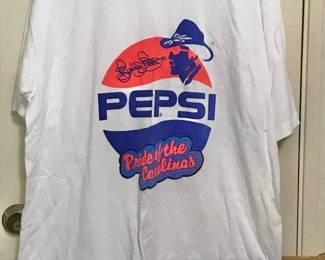 PEPSI
Pride of the
Carolinas